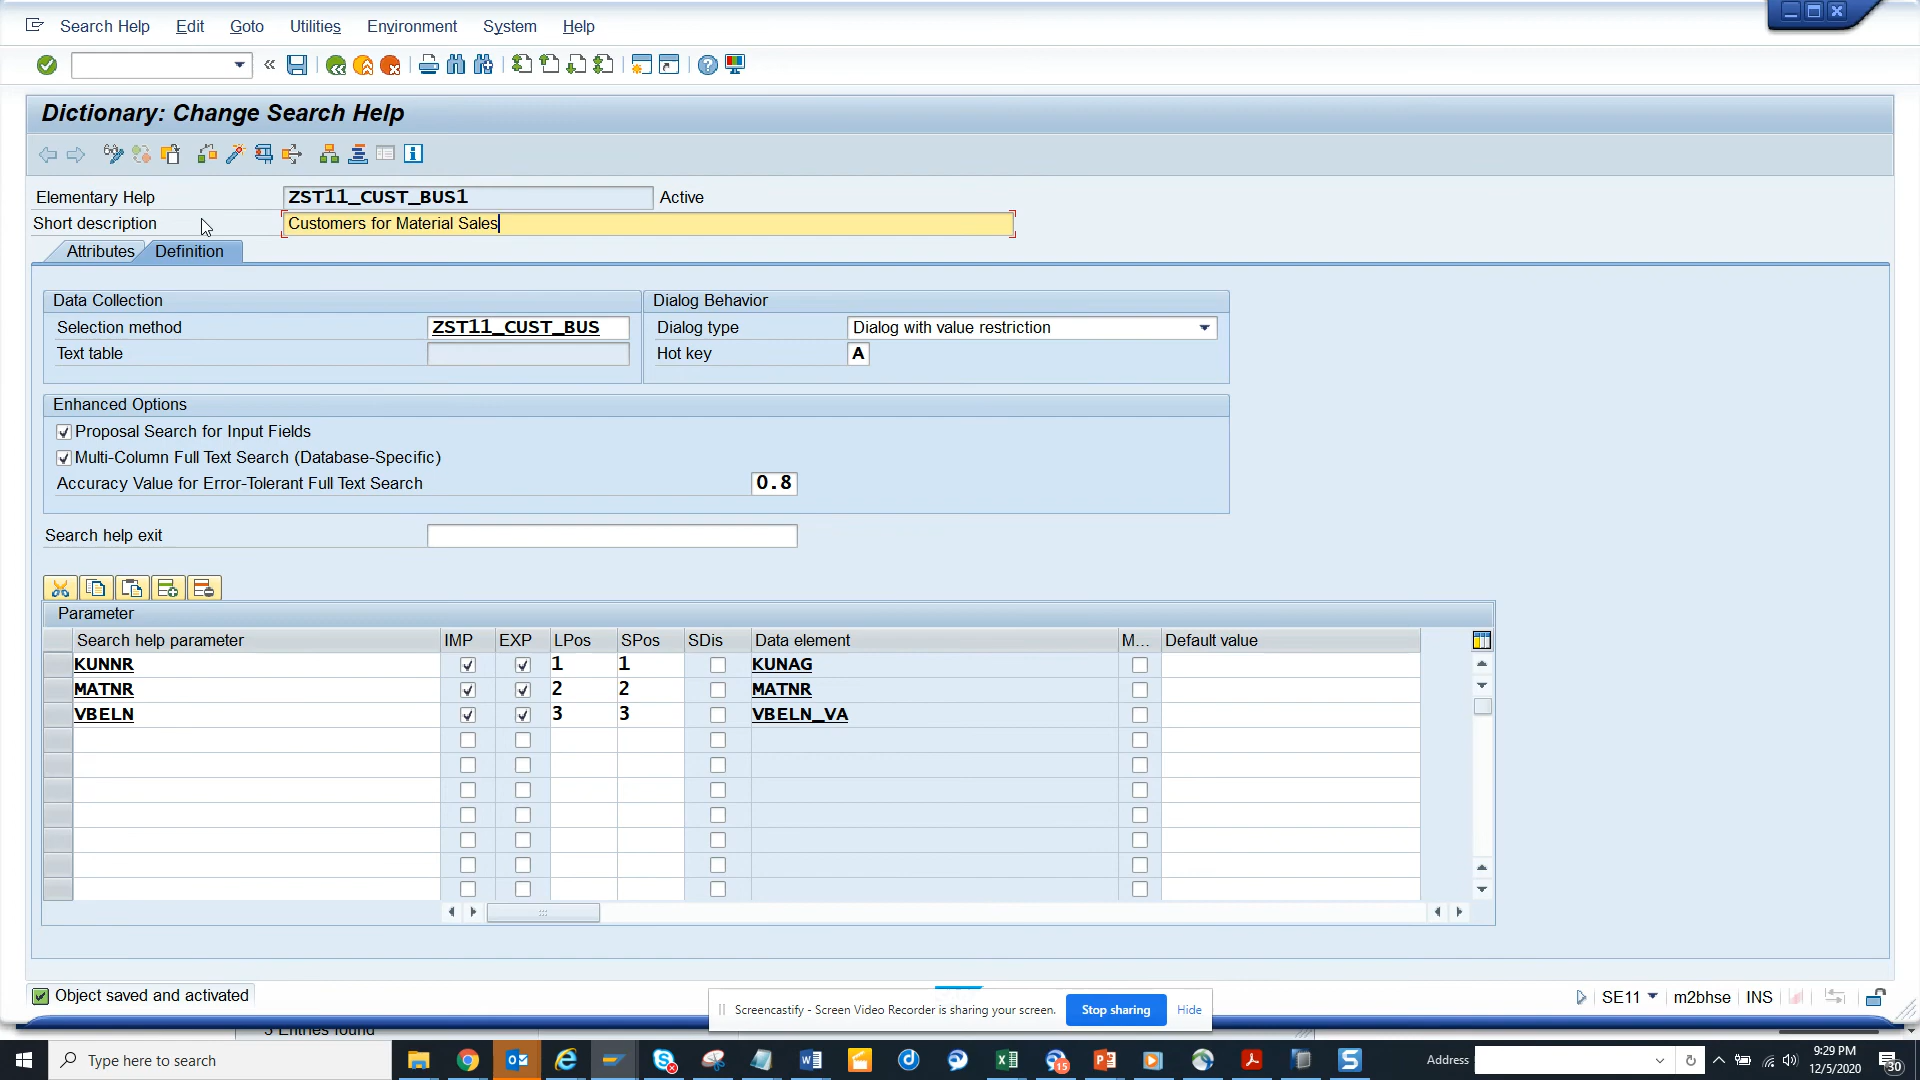 Search Help Edit Goto Utilities Environment System Help
Dictionary: Change Search Help
Elementary Help ZST11_CUST_BUS1 Active
Short description Customers for Material Sales
Attributes Definition
Data Collection Dialog Behavior
Selection method ZST11_CUST_BUS Dialog type Dialog with value restriction
Text table Hot key A
Enhanced Options
Proposal Search for Input Fields
Multi-Column Full Text Search (Database-Specific)
Accuracy Value for Error-Tolerant Full Text Search 0.8
Search help exit
Parameter
Search help parameter IMP EXP LPos SPos SDis Data element M... Default value
KUNNR 1 1 KUNAG
MATNR 2 2 MATNR
VBELN 3 3 VBELN_VA
Object saved and activated
SE11 m2bhse INS
Screencastify - Screen Video Recorder is sharing your screen. Stop sharing Hide
Entries found
Type here to search
15
Address
9:29 PM
12/5/2020
30